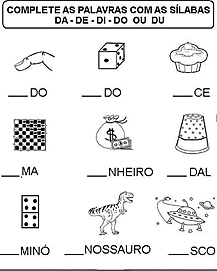 COMPLETE AS PALAVRAS COM AS SÍLABAS
DA - DE - DI - DO OU DU
___DO ___DO ___CE
___MA ___NHEIRO ___DAL
___MINÓ ___NOSSAURO ___SCO